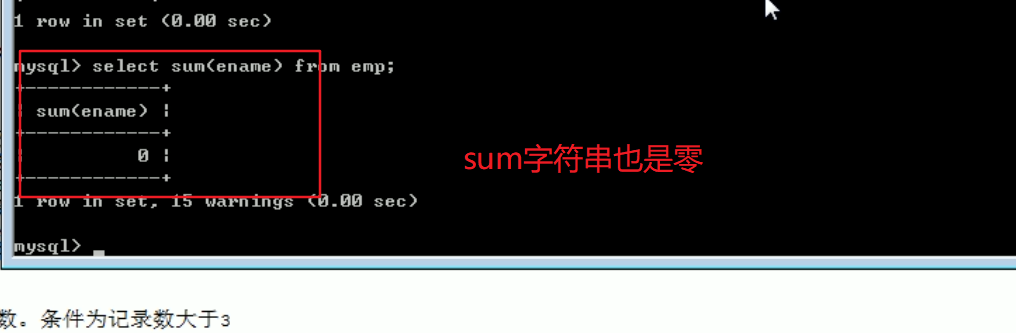 1 row in set (0.00 sec)
mysql> select sum(ename) from emp;
+------------+
| sum(ename) |
+------------+
| 0 |
+------------+
sum字符串也是零
1 row in set, 15 warnings (0.00 sec)
mysql> _
数。条件为记录数大于3